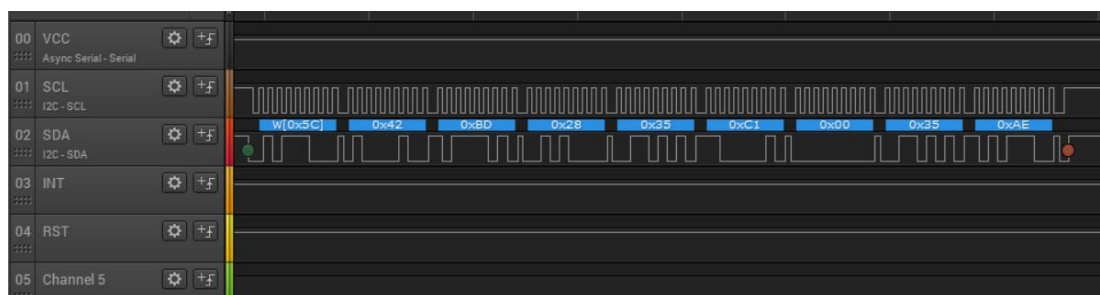 00 VCC
Async Serial - Serial
01 SCL
I2C - SCL
W[0x5C] 0x42 0xBD 0x28 0x35 0xC1 0x00 0x35 0xAE
02 SDA
I2C - SDA
03 INT
04 RST
05 Channel 5